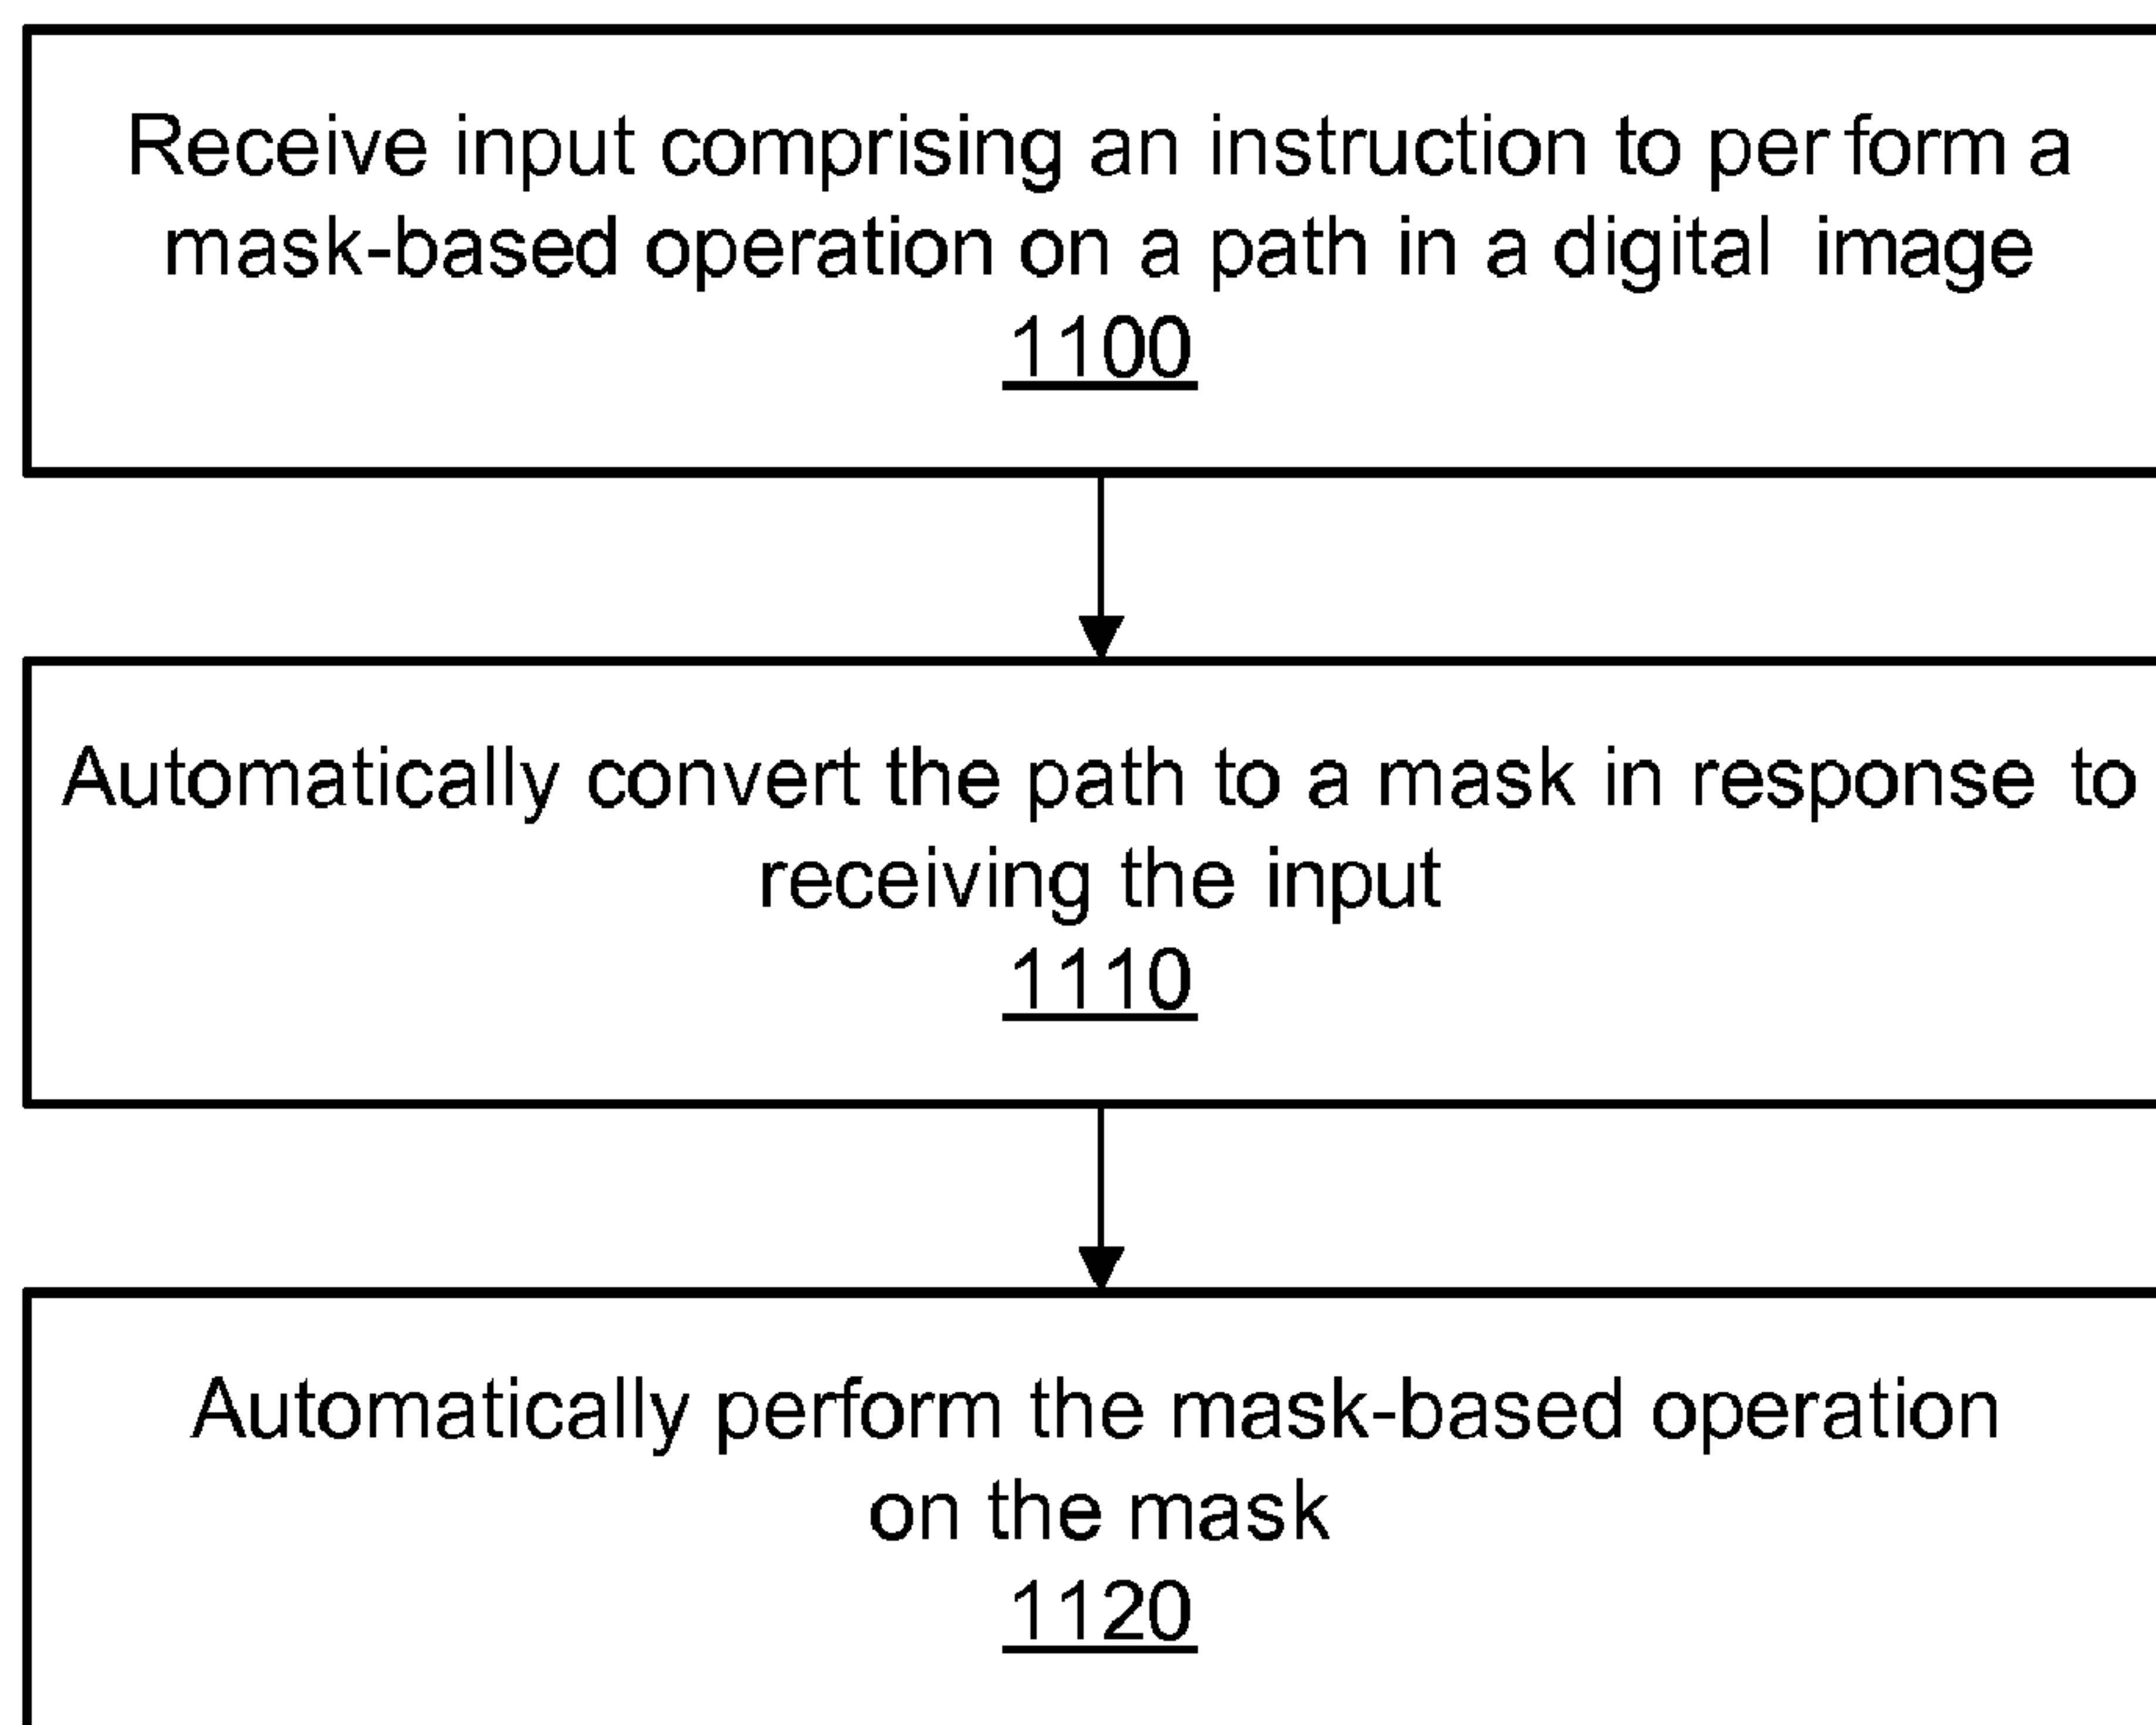 Receive input comprising an instruction to perform a
mask-based operation on a path in a digital image
1100
Automatically convert the path to a mask in response to
receiving the input
1110
Automatically perform the mask-based operation
on the mask
1120